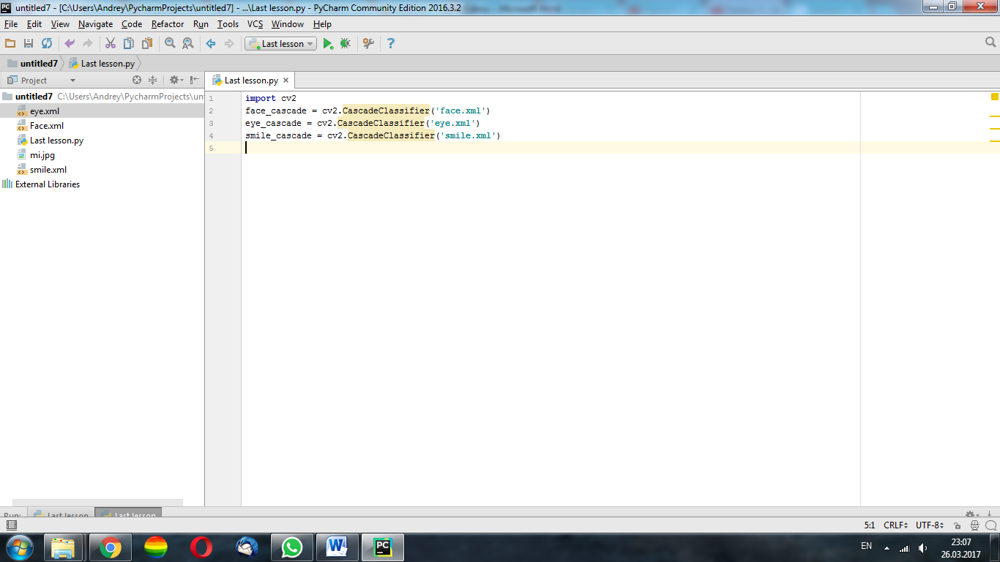 untitled7 - [C:\Users\Andrey\PycharmProjects\untitled7] - ...\Last lesson.py - PyCharm Community Edition 2016.3.2
File Edit View Navigate Code Refactor Run Tools VCS Window Help
Last lesson
untitled7 Last lesson.py
Project
Last lesson.py
untitled7 C:\Users\Andrey\PycharmProjects\un
eye.xml
Face.xml
Last lesson.py
mi.jpg
smile.xml
External Libraries
1 import cv2
2 face_cascade = cv2.CascadeClassifier('face.xml')
3 eye_cascade = cv2.CascadeClassifier('eye.xml')
4 smile_cascade = cv2.CascadeClassifier('smile.xml')
5
Run: Last lesson Last lesson
5:1 CRLF UTF-8
EN
23:07
26.03.2017